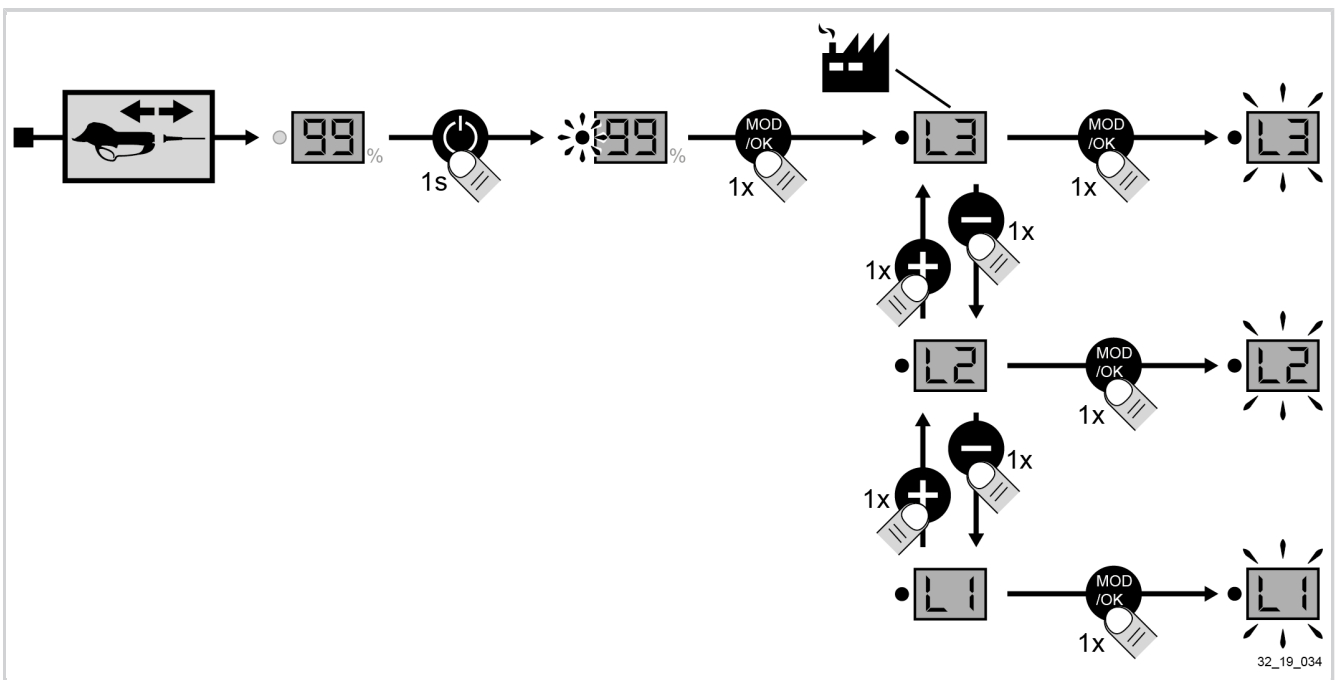 99 %
1s
99 %
MOD
/OK
1x
L3
MOD
/OK
1x
L3
1x
1x
L2
MOD
/OK
1x
L2
1x
1x
L1
MOD
/OK
1x
L1
32_19_034